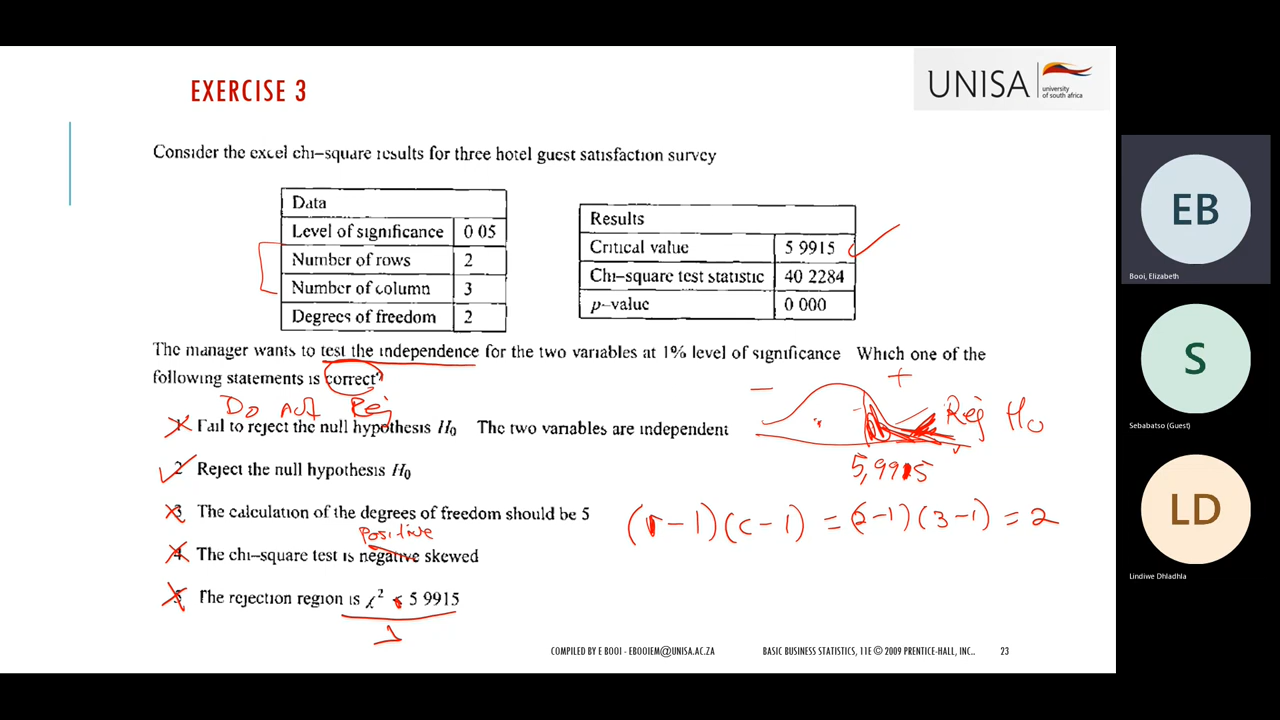 EXERCISE 3
UNISA
university
of south africa
Consider the excel chi-square results for three hotel guest satisfaction survey
Data
Level of significance 0 05
Number of rows 2
Number of column 3
Degrees of freedom 2
Results
Critical value 5 9915
Chi-square test statistic 40 2284
p-value 0 000
The manager wants to test the independence for the two variables at 1% level of significance Which one of the
following statements is correct?
Do not Rej
1 Fail to reject the null hypothesis H0 The two variables are independent
2 Reject the null hypothesis H0
3 The calculation of the degrees of freedom should be 5
positive
4 The chi-square test is negative skewed
5 The rejection region is χ² < 5 9915
− +
Rej H0
5,9915
(r-1)(c-1) = (2-1)(3-1) = 2
COMPILED BY E BOOI - EBOOIEM@UNISA.AC.ZA BASIC BUSINESS STATISTICS, 11E © 2009 PRENTICE-HALL, INC.. 23
EB
Booi, Elizabeth
S
Sebabatso (Guest)
LD
Lindiwe Dhladhla